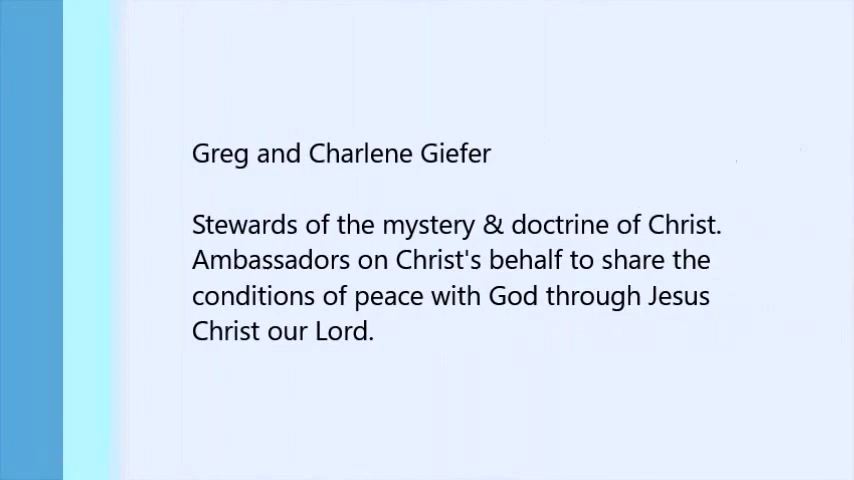 Greg and Charlene Giefer
Stewards of the mystery & doctrine of Christ.
Ambassadors on Christ's behalf to share the
conditions of peace with God through Jesus
Christ our Lord.